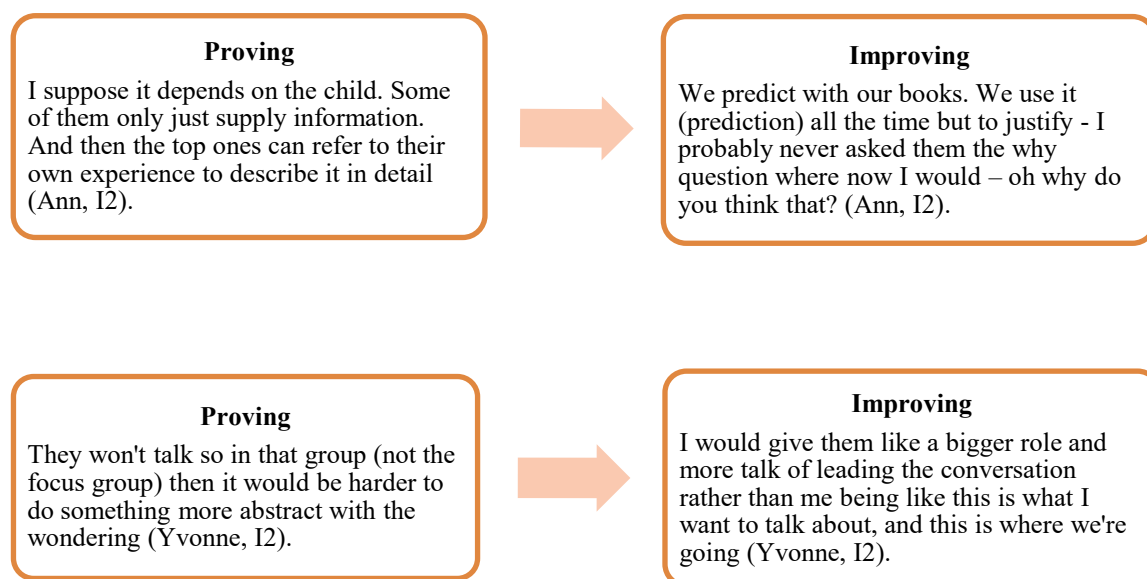 Proving
I suppose it depends on the child. Some
of them only just supply information.
And then the top ones can refer to their
own experience to describe it in detail
(Ann, I2).
Improving
We predict with our books. We use it
(prediction) all the time but to justify - I
probably never asked them the why
question where now I would – oh why do
you think that? (Ann, I2).
Proving
They won't talk so in that group (not the
focus group) then it would be harder to
do something more abstract with the
wondering (Yvonne, I2).
Improving
I would give them like a bigger role and
more talk of leading the conversation
rather than me being like this is what I
want to talk about, and this is where we're
going (Yvonne, I2).